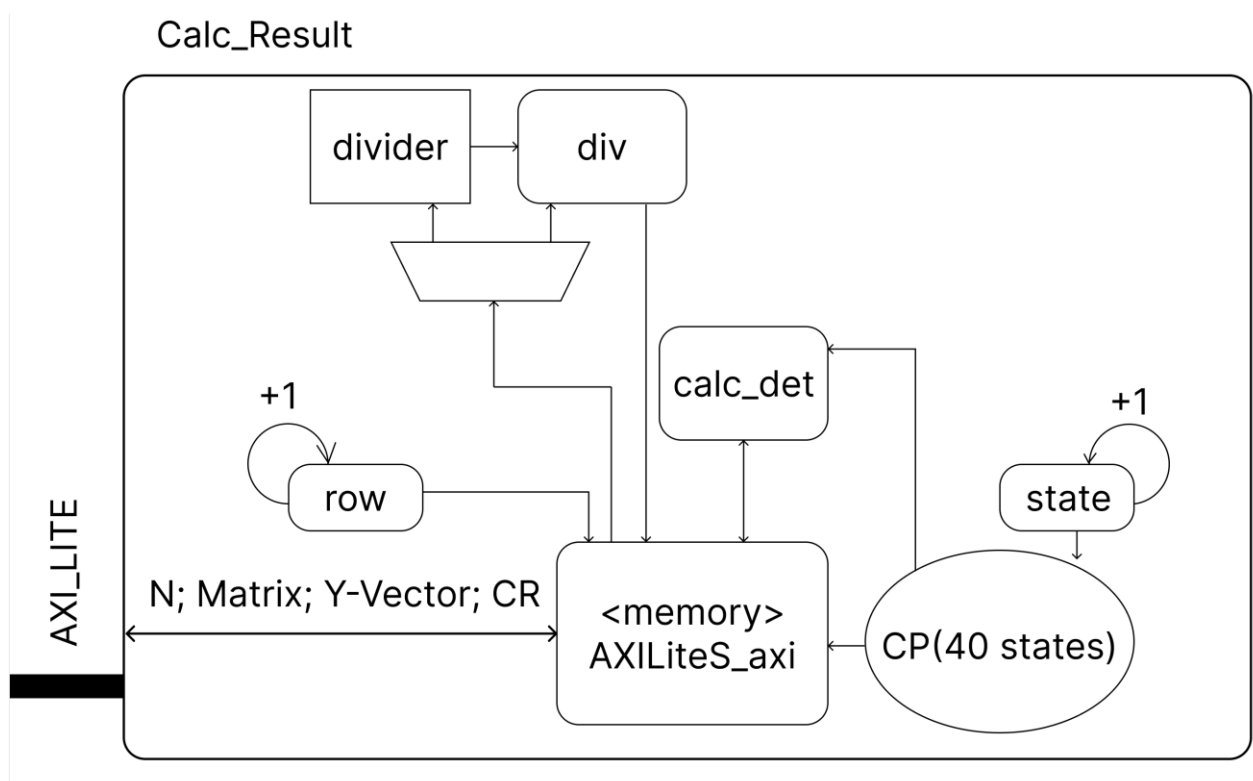 Calc_Result
divider
div
calc_det
+1
+1
row
state
AXI_LITE
N; Matrix; Y-Vector; CR
<memory>
AXILiteS_axi
CP(40 states)